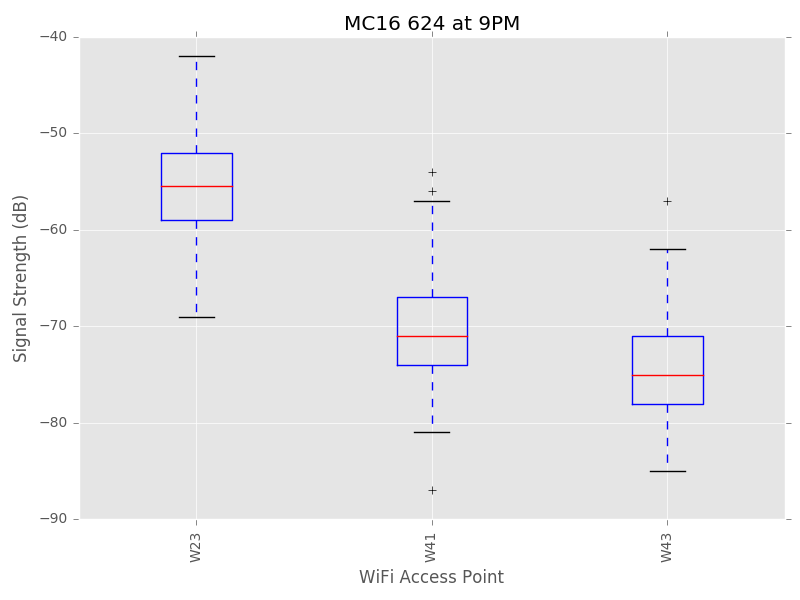 MC16 624 at 9PM
−40
−50
−60
−70
−80
−90
Signal Strength (dB)
W23
W41
W43
WiFi Access Point